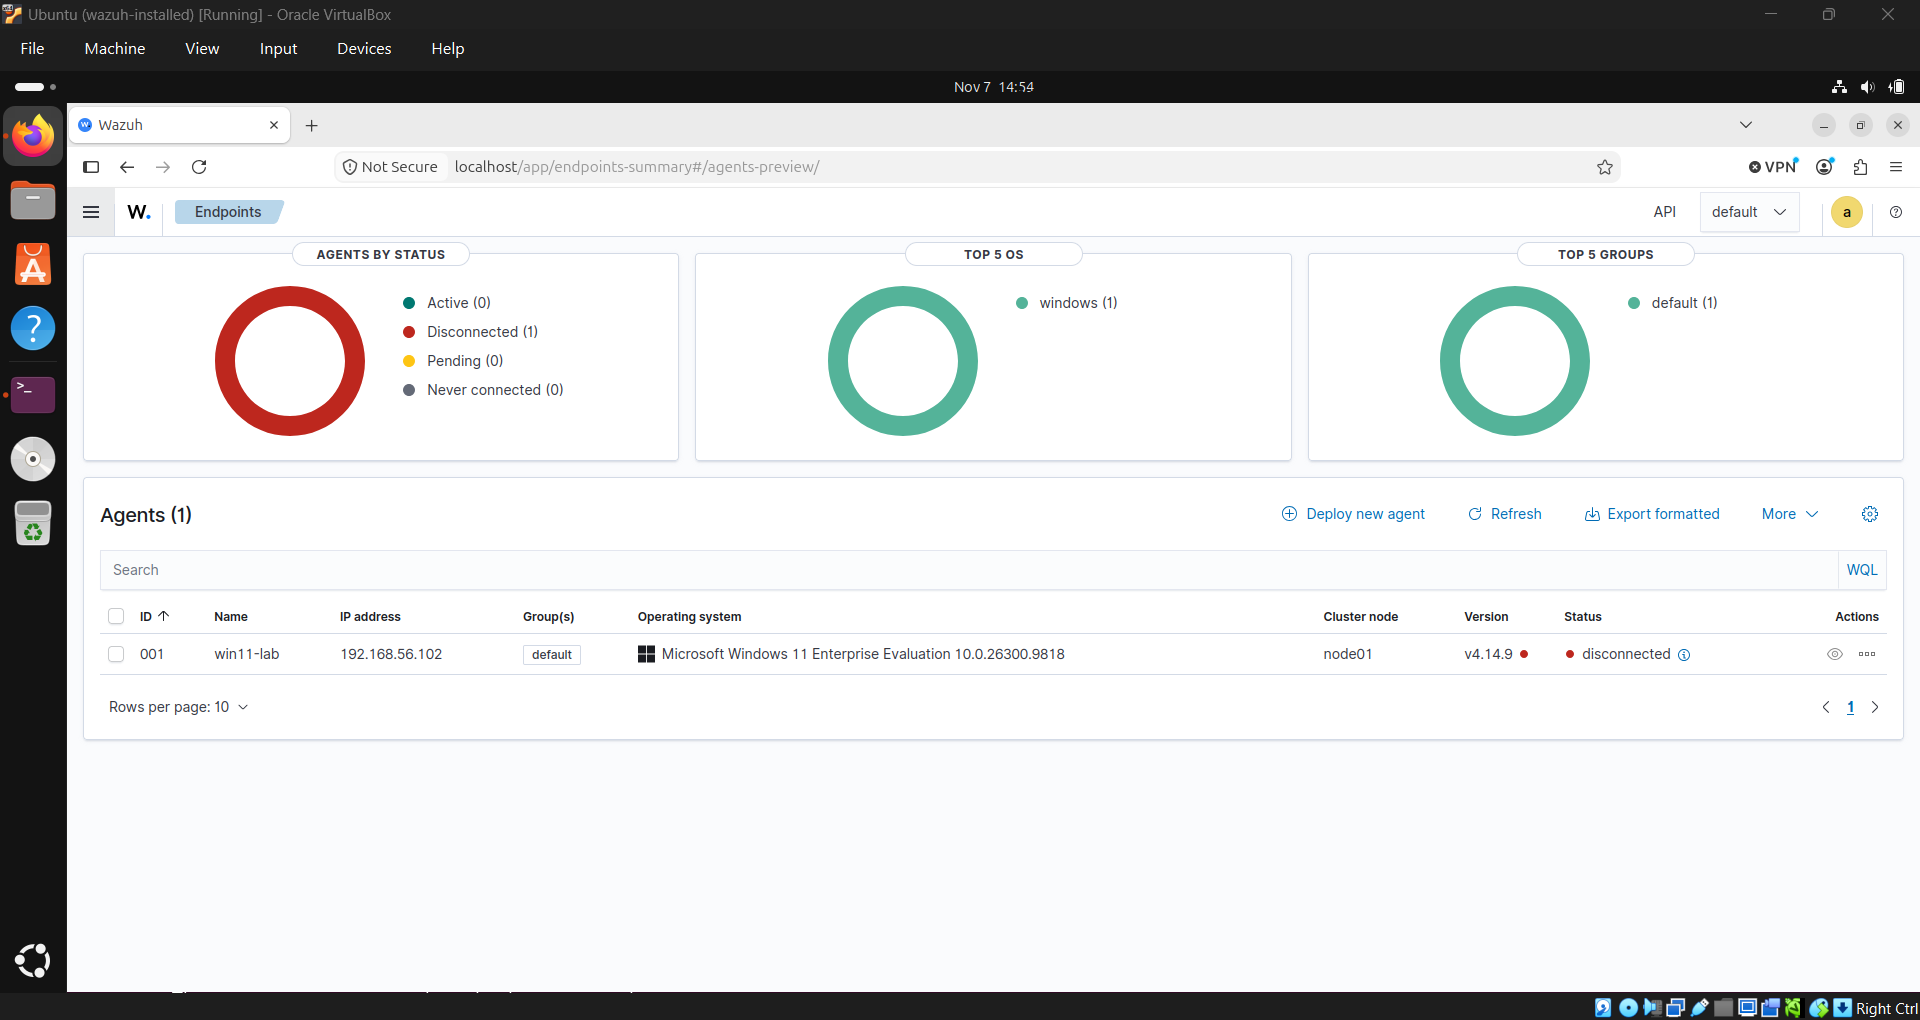 Ubuntu (wazuh-installed) [Running] - Oracle VirtualBox
File Machine View Input Devices Help
Nov 7 14:54
Wazuh
Not Secure localhost/app/endpoints-summary#/agents-preview/ VPN
W. Endpoints API default a
AGENTS BY STATUS
Active (0)
Disconnected (1)
Pending (0)
Never connected (0)
TOP 5 OS
windows (1)
TOP 5 GROUPS
default (1)
Agents (1) Deploy new agent Refresh Export formatted More
Search WQL
ID Name IP address Group(s) Operating system Cluster node Version Status Actions
001 win11-lab 192.168.56.102 default Microsoft Windows 11 Enterprise Evaluation 10.0.26300.9818 node01 v4.14.9 disconnected
Rows per page: 10 1
Right Ctrl